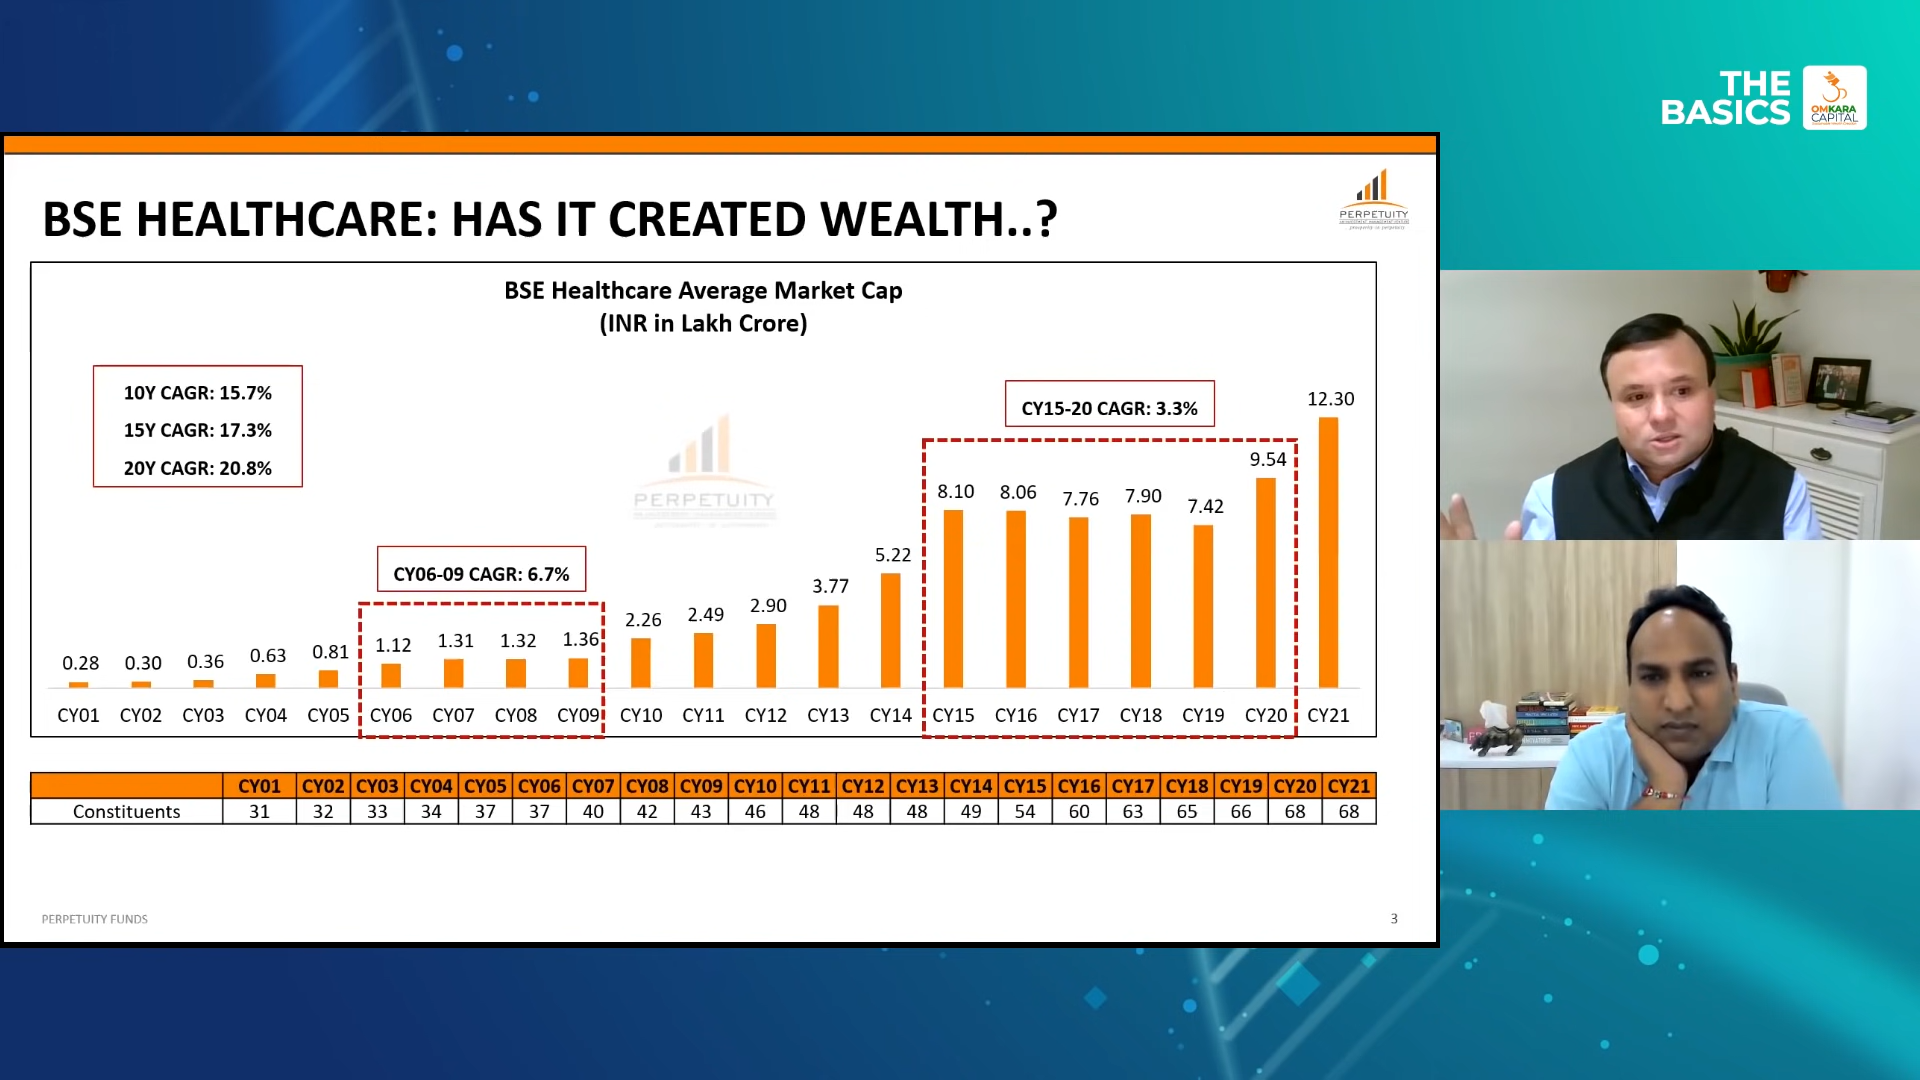 THE
BASICS
OMKARA
CAPITAL
PERPETUITY
BSE HEALTHCARE: HAS IT CREATED WEALTH..?
BSE Healthcare Average Market Cap
(INR in Lakh Crore)
10Y CAGR: 15.7%
15Y CAGR: 17.3%
20Y CAGR: 20.8%
CY06-09 CAGR: 6.7%
CY15-20 CAGR: 3.3%
PERPETUITY
0.28 0.30 0.36 0.63 0.81 1.12 1.31 1.32 1.36 2.26 2.49 2.90 3.77 5.22 8.10 8.06 7.76 7.90 7.42 9.54 12.30
CY01 CY02 CY03 CY04 CY05 CY06 CY07 CY08 CY09 CY10 CY11 CY12 CY13 CY14 CY15 CY16 CY17 CY18 CY19 CY20 CY21
CY01 CY02 CY03 CY04 CY05 CY06 CY07 CY08 CY09 CY10 CY11 CY12 CY13 CY14 CY15 CY16 CY17 CY18 CY19 CY20 CY21
Constituents 31 32 33 34 37 37 40 42 43 46 48 48 48 49 54 60 63 65 66 68 68
PERPETUITY FUNDS
3